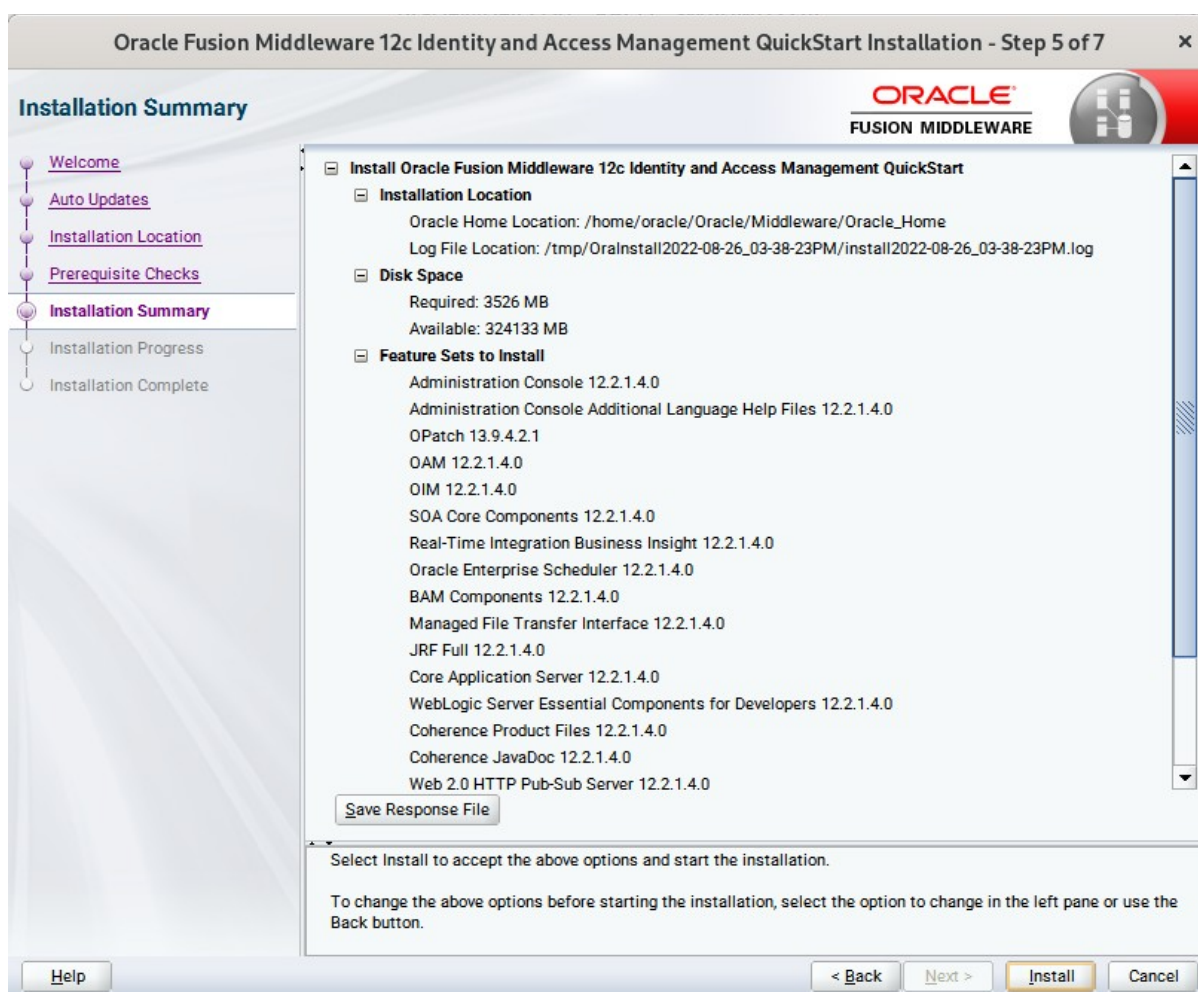 Oracle Fusion Middleware 12c Identity and Access Management QuickStart Installation - Step 5 of 7
Installation Summary
ORACLE
FUSION MIDDLEWARE
Welcome
Auto Updates
Installation Location
Prerequisite Checks
Installation Summary
Installation Progress
Installation Complete
Install Oracle Fusion Middleware 12c Identity and Access Management QuickStart
Installation Location
Oracle Home Location: /home/oracle/Oracle/Middleware/Oracle_Home
Log File Location: /tmp/OraInstall2022-08-26_03-38-23PM/install2022-08-26_03-38-23PM.log
Disk Space
Required: 3526 MB
Available: 324133 MB
Feature Sets to Install
Administration Console 12.2.1.4.0
Administration Console Additional Language Help Files 12.2.1.4.0
OPatch 13.9.4.2.1
OAM 12.2.1.4.0
OIM 12.2.1.4.0
SOA Core Components 12.2.1.4.0
Real-Time Integration Business Insight 12.2.1.4.0
Oracle Enterprise Scheduler 12.2.1.4.0
BAM Components 12.2.1.4.0
Managed File Transfer Interface 12.2.1.4.0
JRF Full 12.2.1.4.0
Core Application Server 12.2.1.4.0
WebLogic Server Essential Components for Developers 12.2.1.4.0
Coherence Product Files 12.2.1.4.0
Coherence JavaDoc 12.2.1.4.0
Web 2.0 HTTP Pub-Sub Server 12.2.1.4.0
Save Response File
Select Install to accept the above options and start the installation.
To change the above options before starting the installation, select the option to change in the left pane or use the
Back button.
Help
< Back
Next >
Install
Cancel